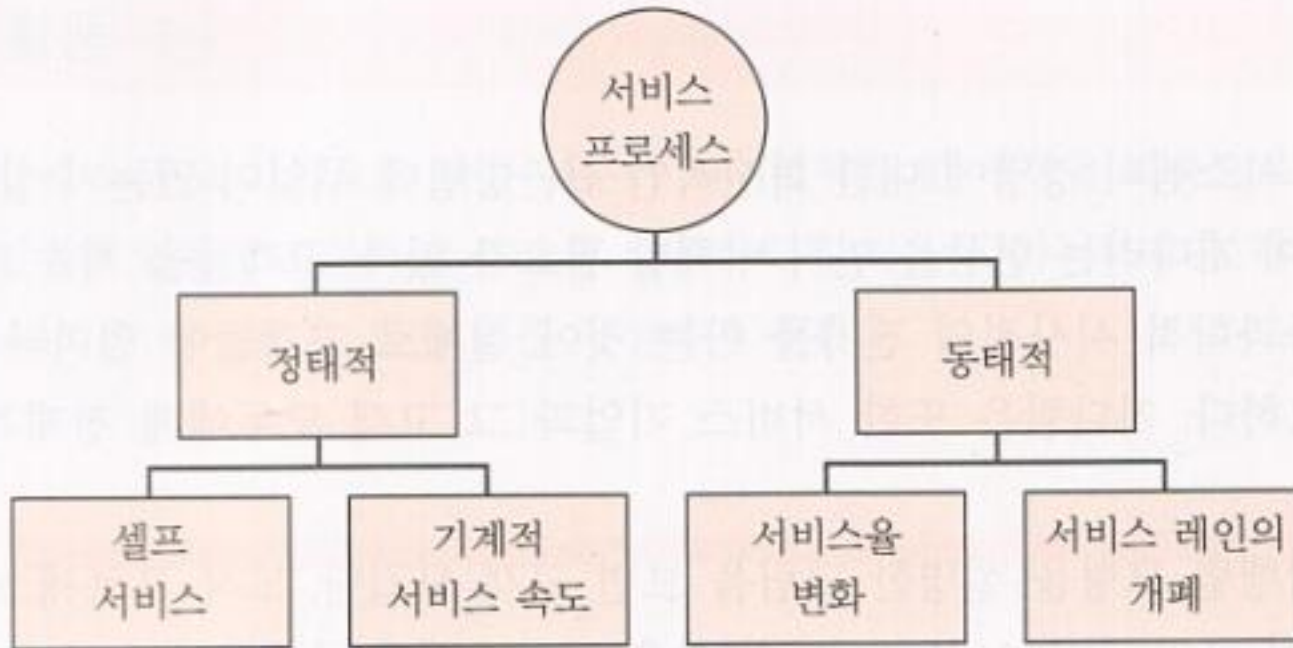 서비스
프로세스
정태적
동태적
셀프
서비스
기계적
서비스 속도
서비스율
변화
서비스 레인의
개폐